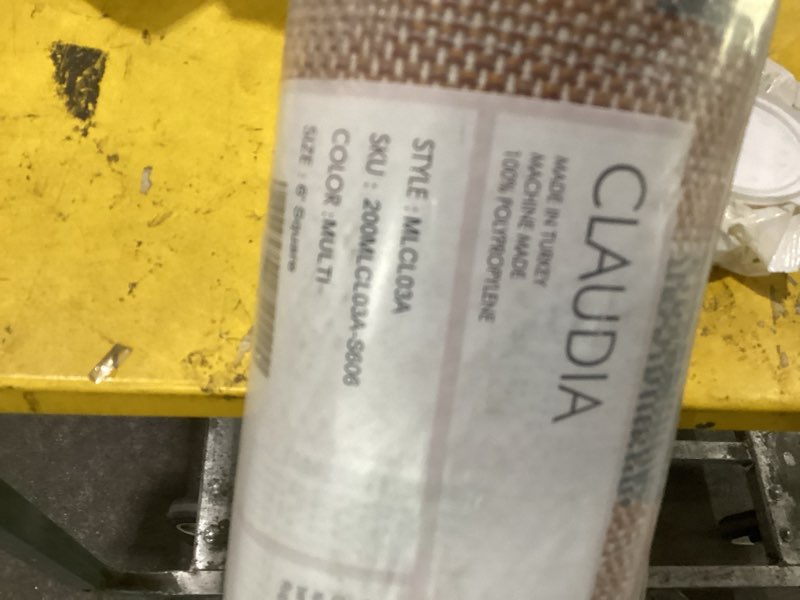 CLAUDIA
MADE IN TURKEY
MACHINE MADE
100% POLYPROPYLENE
STYLE : MLCL03A
SKU : 200MLCL03A-S606
COLOR :MULTI
SIZE : 6' Square